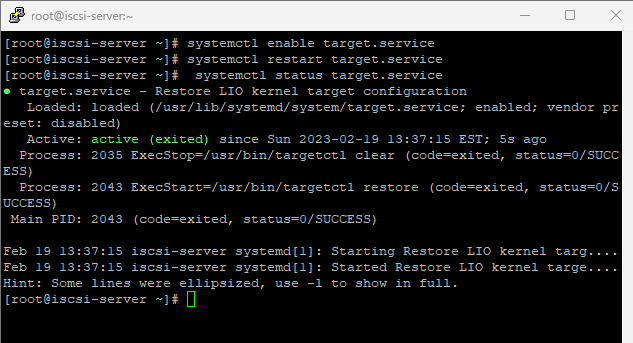 root@iscsi-server:~
[root@iscsi-server ~]# systemctl enable target.service
[root@iscsi-server ~]# systemctl restart target.service
[root@iscsi-server ~]#  systemctl status target.service
● target.service - Restore LIO kernel target configuration
   Loaded: loaded (/usr/lib/systemd/system/target.service; enabled; vendor pr
eset: disabled)
   Active: active (exited) since Sun 2023-02-19 13:37:15 EST; 5s ago
  Process: 2035 ExecStop=/usr/bin/targetctl clear (code=exited, status=0/SUCC
ESS)
  Process: 2043 ExecStart=/usr/bin/targetctl restore (code=exited, status=0/S
UCCESS)
 Main PID: 2043 (code=exited, status=0/SUCCESS)

Feb 19 13:37:15 iscsi-server systemd[1]: Starting Restore LIO kernel targ....
Feb 19 13:37:15 iscsi-server systemd[1]: Started Restore LIO kernel targe....
Hint: Some lines were ellipsized, use -l to show in full.
[root@iscsi-server ~]#